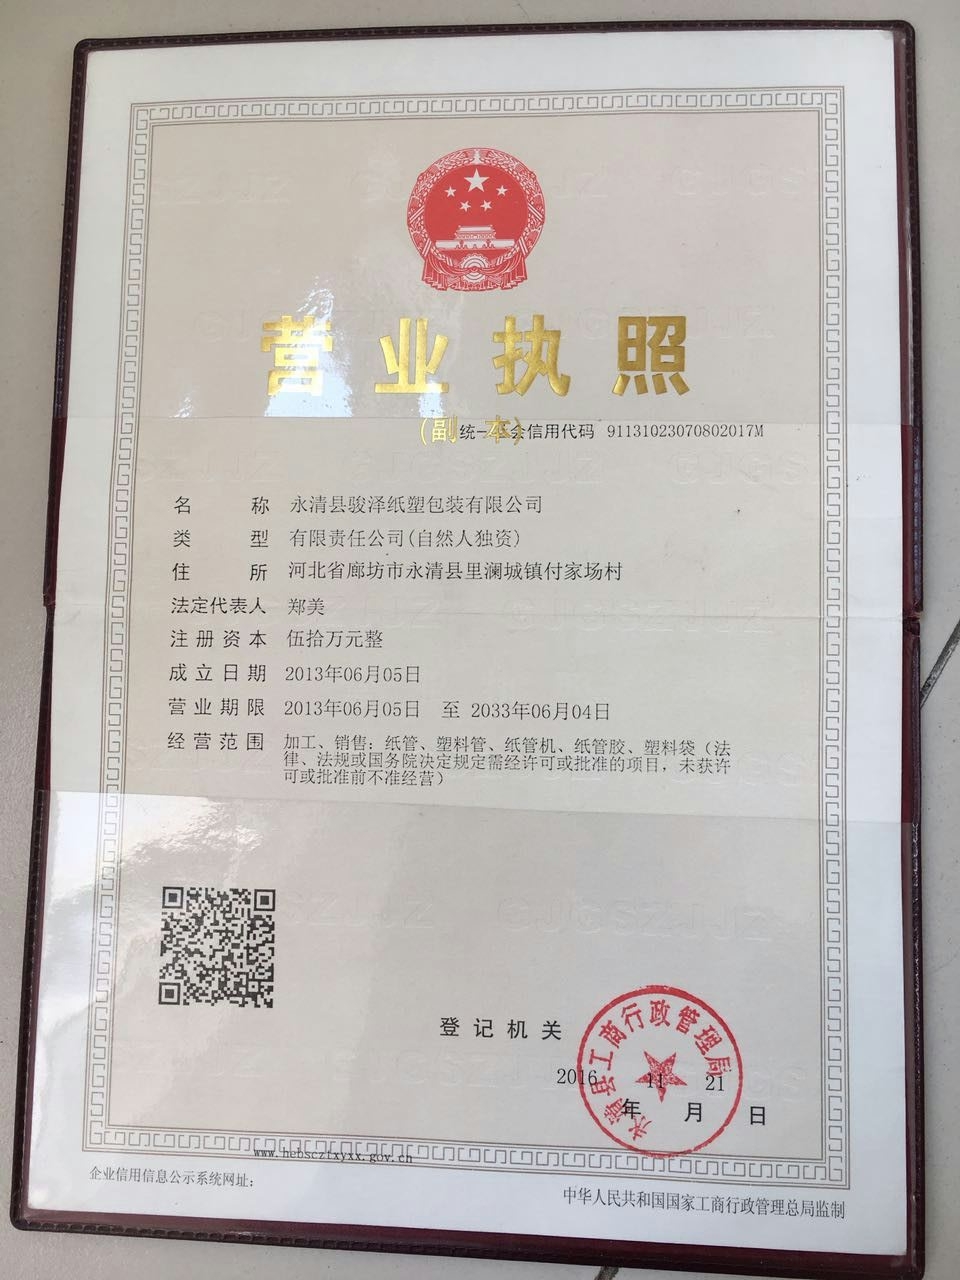 营业执照
(副 本)
统一社会信用代码 91131023070802017M
名 称 永清县骏泽纸塑包装有限公司
类 型 有限责任公司(自然人独资)
住 所 河北省廊坊市永清县里澜城镇付家场村
法定代表人 郑美
注册资本 伍拾万元整
成立日期 2013年06月05日
营业期限 2013年06月05日 至 2033年06月04日
经营范围 加工、销售：纸管、塑料管、纸管机、纸管胶、塑料袋（法
律、法规或国务院决定规定需经许可或批准的项目，未获许
可或批准前不准经营）
登记机关
永清县工商行政管理局
2016 11 21
年 月 日
www.hebscztxyxx.gov.cn
企业信用信息公示系统网址：
中华人民共和国国家工商行政管理总局监制